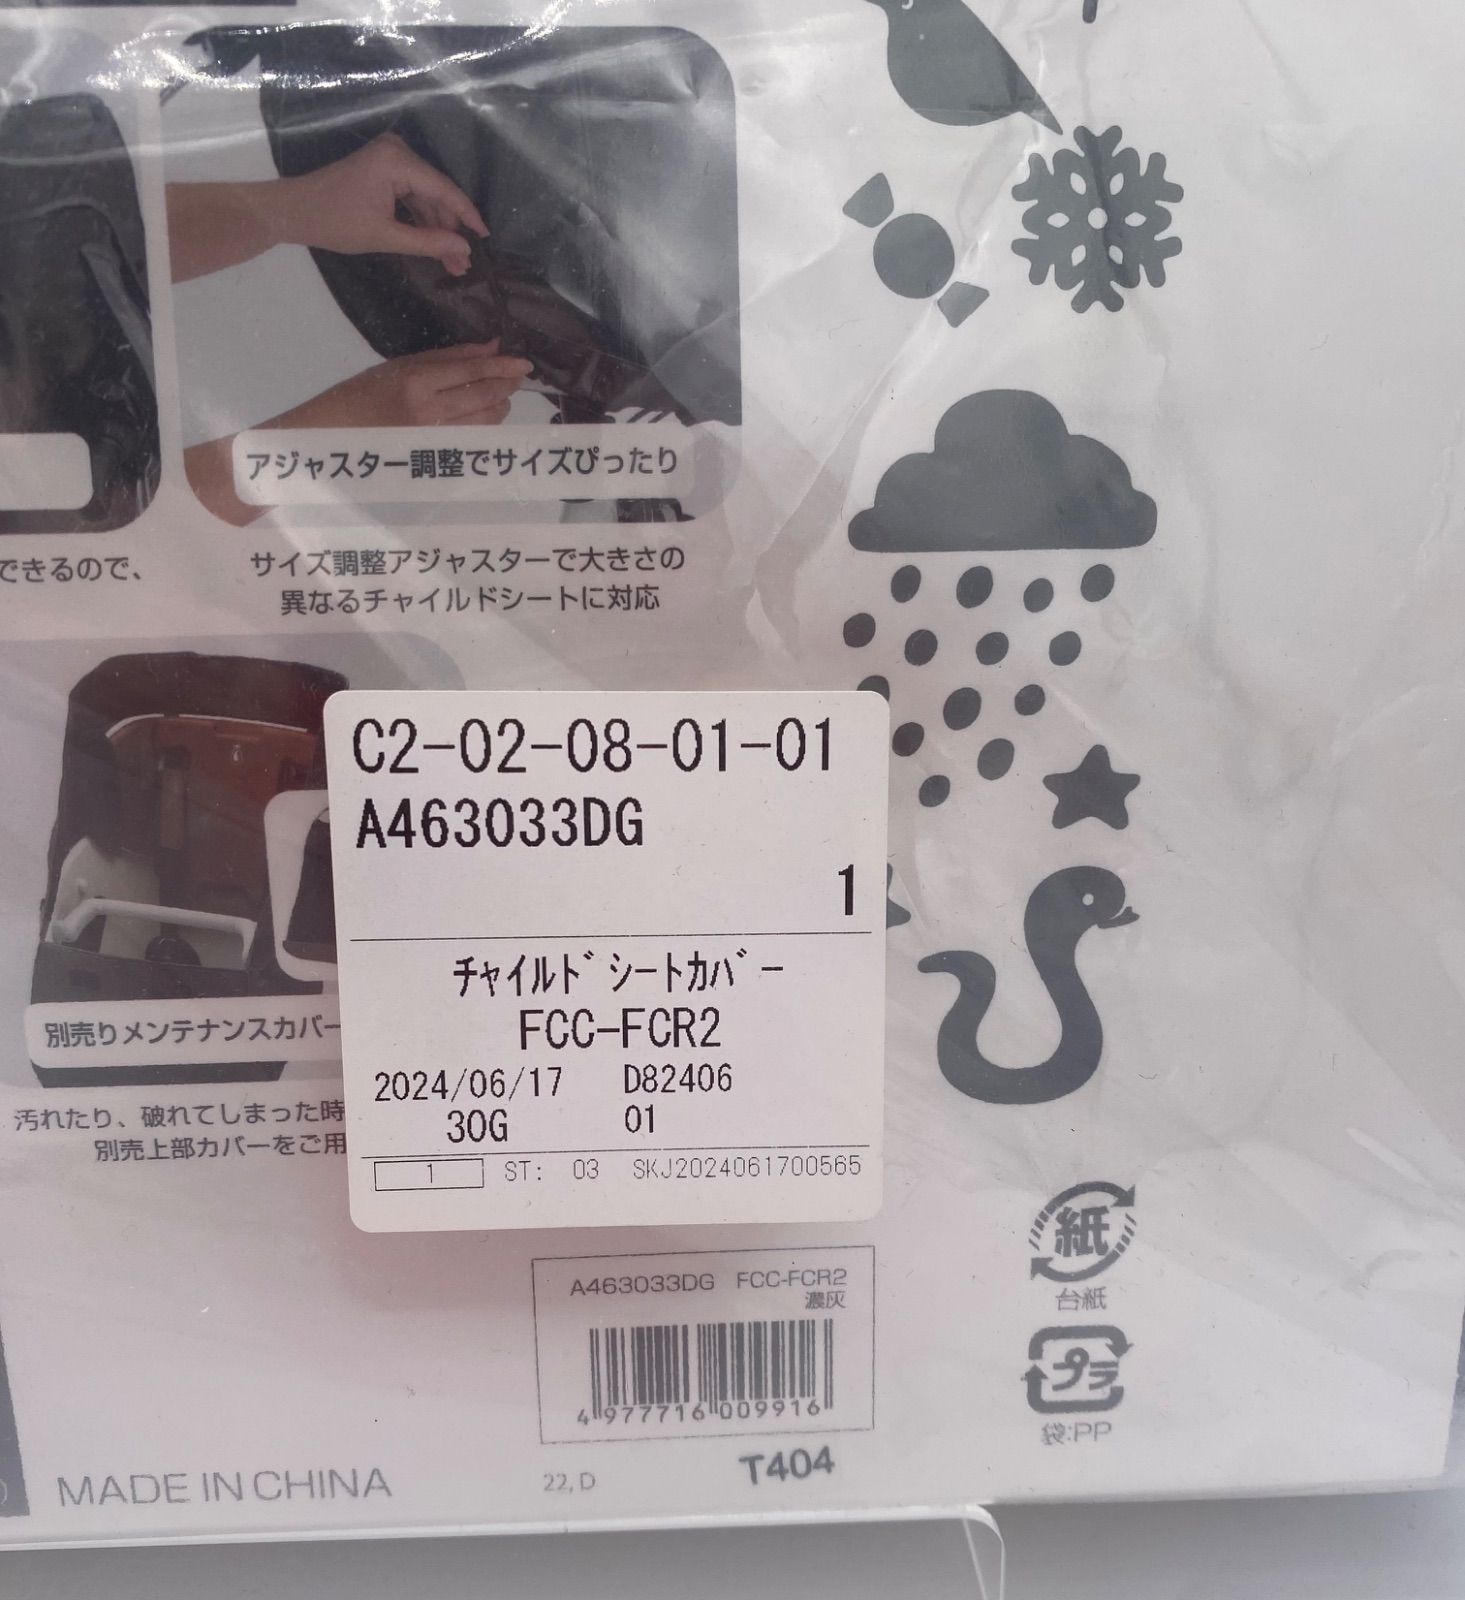 アジャスター調整でサイズぴったり
できるので、
サイズ調整アジャスターで大きさの
異なるチャイルドシートに対応
C2-02-08-01-01
A463033DG
1
チャイルドシートカバー
FCC-FCR2
2024/06/17 D82406
30G 01
1 ST: 03 SKJ2024061700565
別売りメンテナンスカバー
汚れたり、破れてしまった時
別売上部カバーをご用
A463033DG FCC-FCR2
濃灰
4 977716 009916
T404
22, D
MADE IN CHINA
紙
台紙
プラ
袋:PP